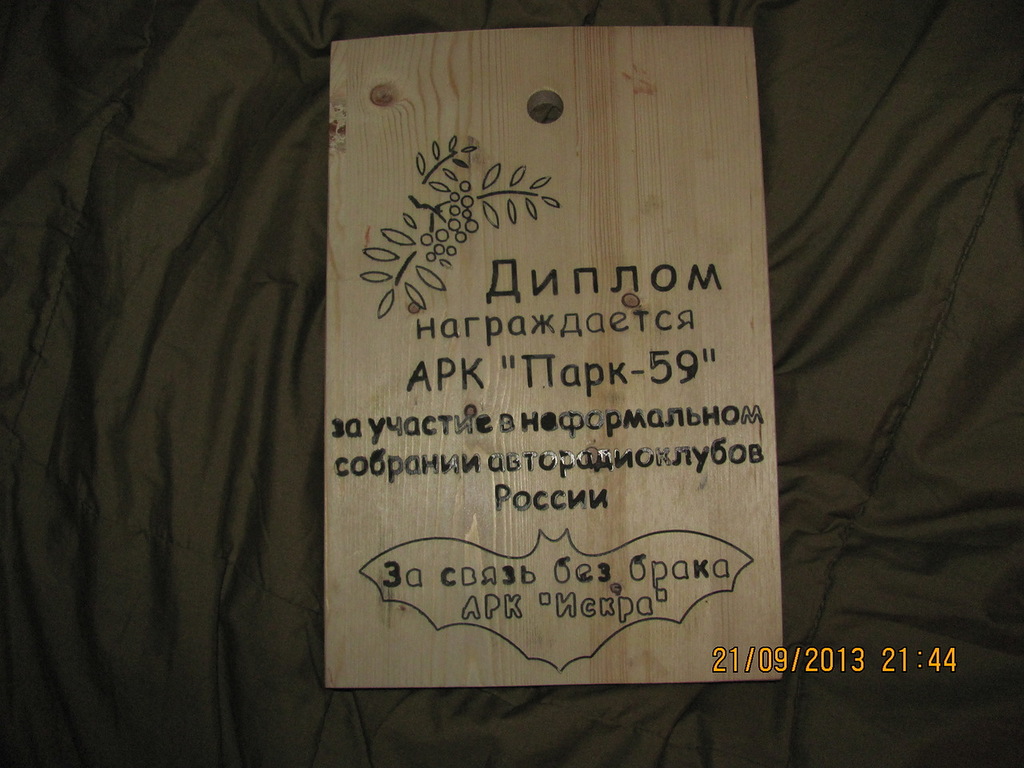 Диплом
награждается
АРК "Парк-59"
за участие в неформальном
собрании авторадиоклубов
России
За связь без брака
АРК "Искра"
21/09/2013 21:44